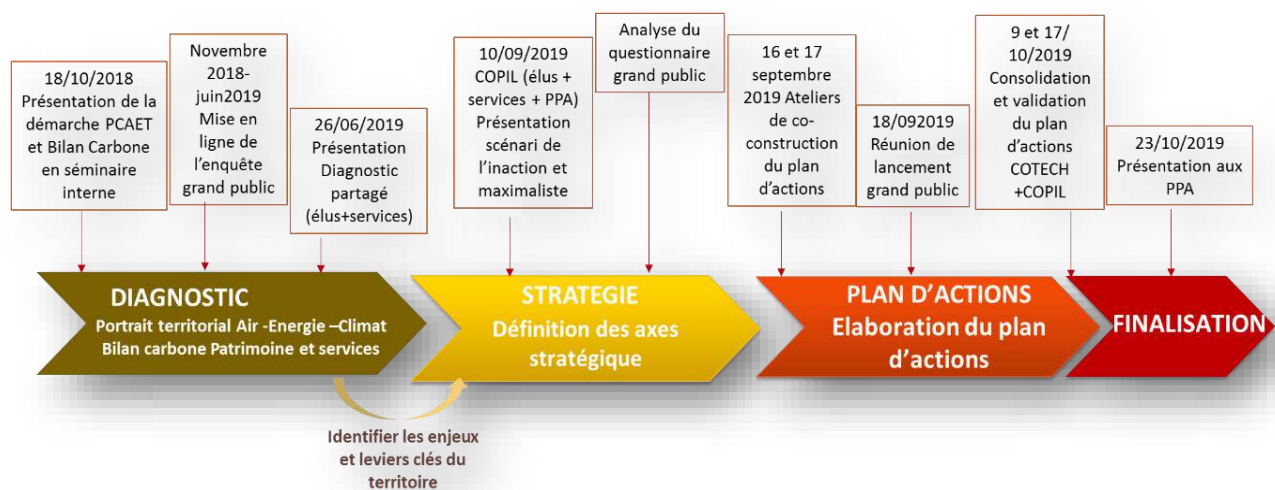 18/10/2018
Présentation de la
démarche PCAET
et Bilan Carbone
en séminaire
interne
Novembre
2018-
juin2019
Mise en
ligne de
l’enquête
grand public
26/06/2019
Présentation
Diagnostic
partagé
(élus+services)
10/09/2019
COPIL (élus +
services + PPA)
Présentation
scénari de
l’inaction et
maximaliste
Analyse du
questionnaire
grand public
16 et 17
septembre
2019 Ateliers
de co-
construction
du plan
d’actions
18/092019
Réunion de
lancement
grand public
9 et 17/
10/2019
Consolidation
et validation
du plan
d’actions
COTECH
+COPIL
23/10/2019
Présentation aux
PPA
DIAGNOSTIC
Portrait territorial Air -Energie –Climat
Bilan carbone Patrimoine et services
STRATEGIE
Définition des axes
stratégique
PLAN D’ACTIONS
Elaboration du plan
d’actions
FINALISATION
Identifier les enjeux
et leviers clés du
territoire